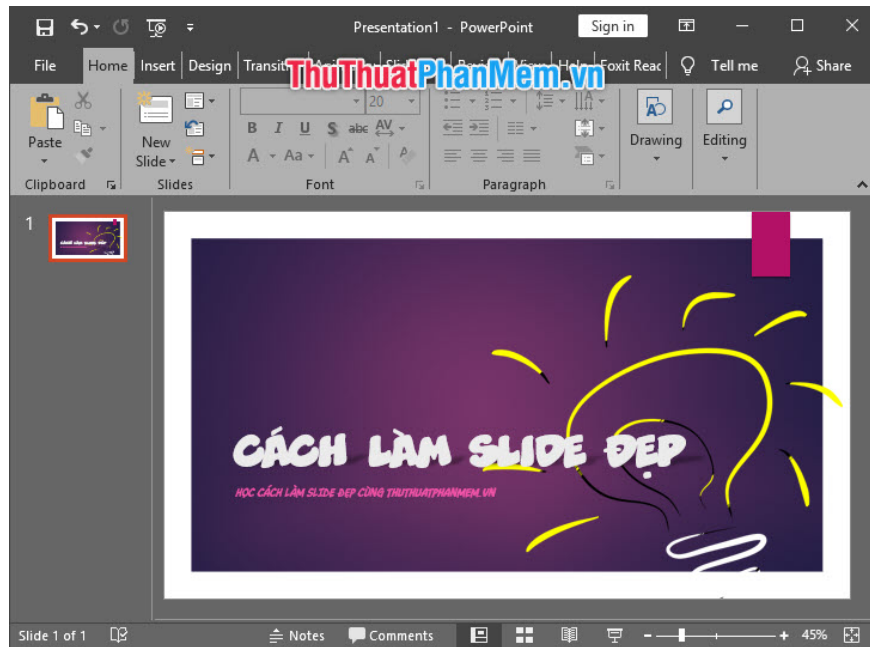 Presentation1 - PowerPoint
Sign in
File Home Insert Design Transiti
Foxit Reac Tell me Share
ThuThuatPhanMem.vn
20
B I U S abc AV
A Aa A A
Paste
New
Slide
Drawing
Editing
Clipboard Slides Font Paragraph
1
CÁCH LÀM SLIDE ĐẸP
HỌC CÁCH LÀM SLIDE ĐẸP CÙNG THUTHUATPHANMEM.VN
Slide 1 of 1 Notes Comments 45%